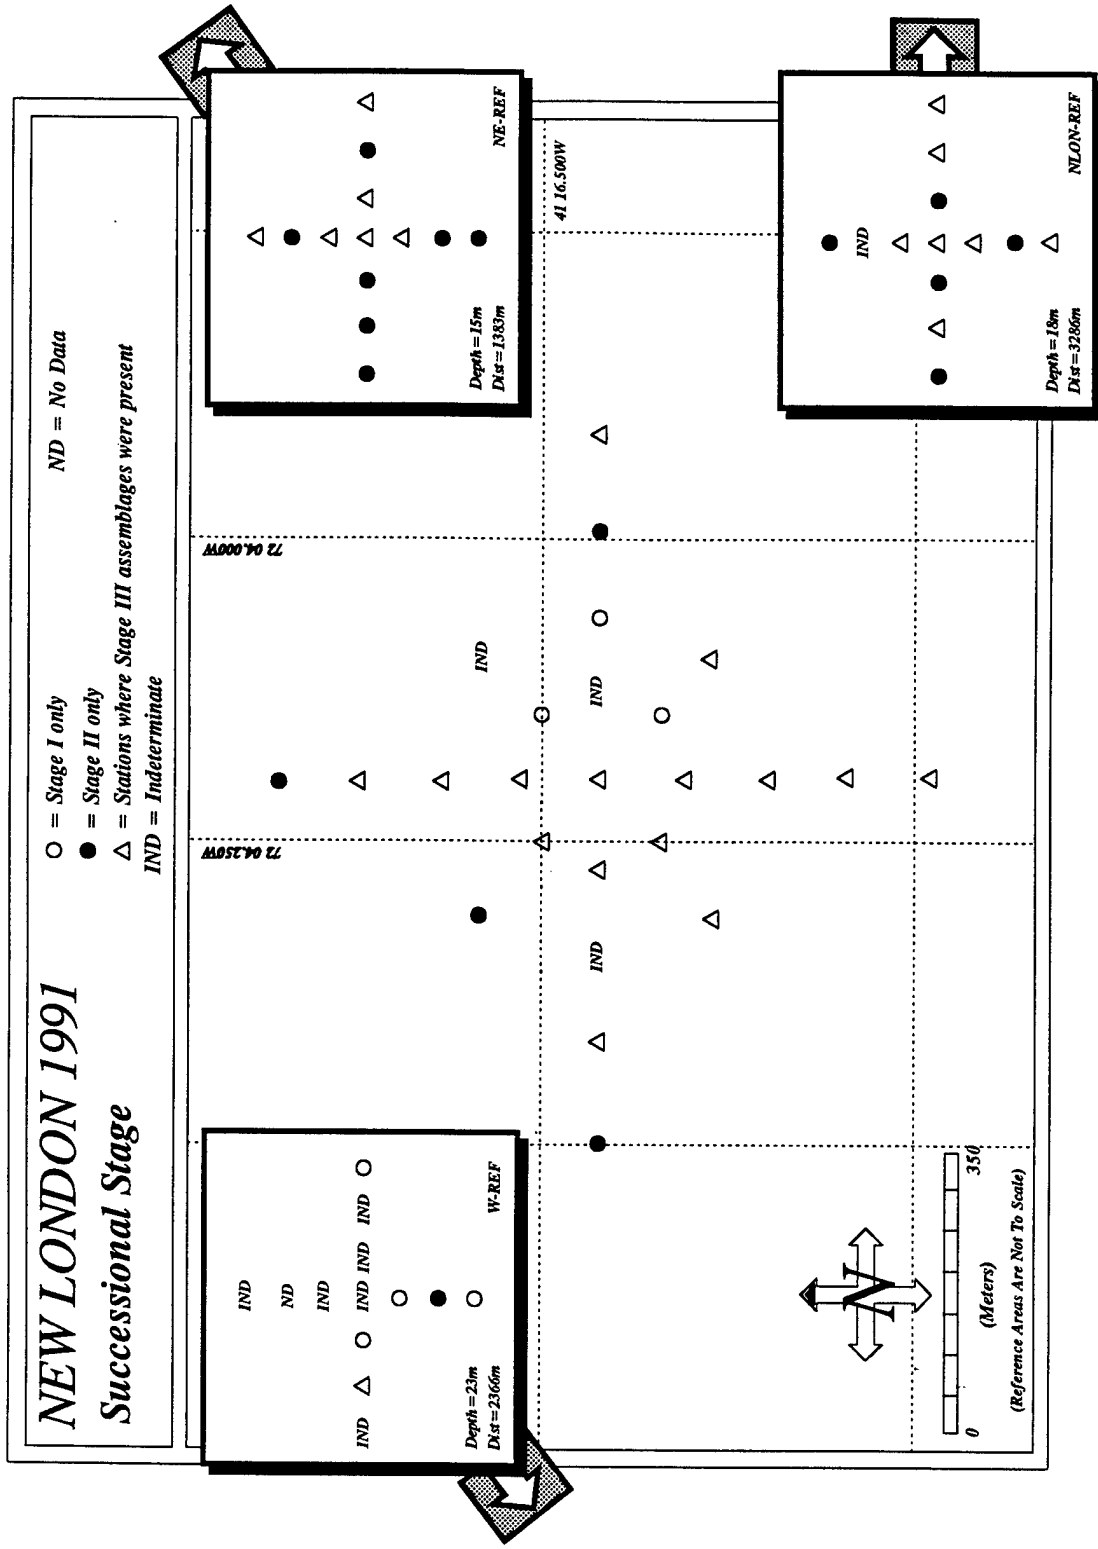 NEW LONDON 1991
Successional Stage
= Stage I only
ND = No Data
= Stage II only
= Stations where Stage III assemblages were present
IND = Indeterminate
IND
ND
IND
IND IND IND IND
Depth=23m
Dist=2366m
W-REF
Depth=15m
Dist=1383m
NE-REF
72 04.250W
72 04.000W
41 16.500W
IND
IND
IND
IND
Depth=18m
Dist=3286m
NLON-REF
N
0
350
(Meters)
(Reference Areas Are Not To Scale)